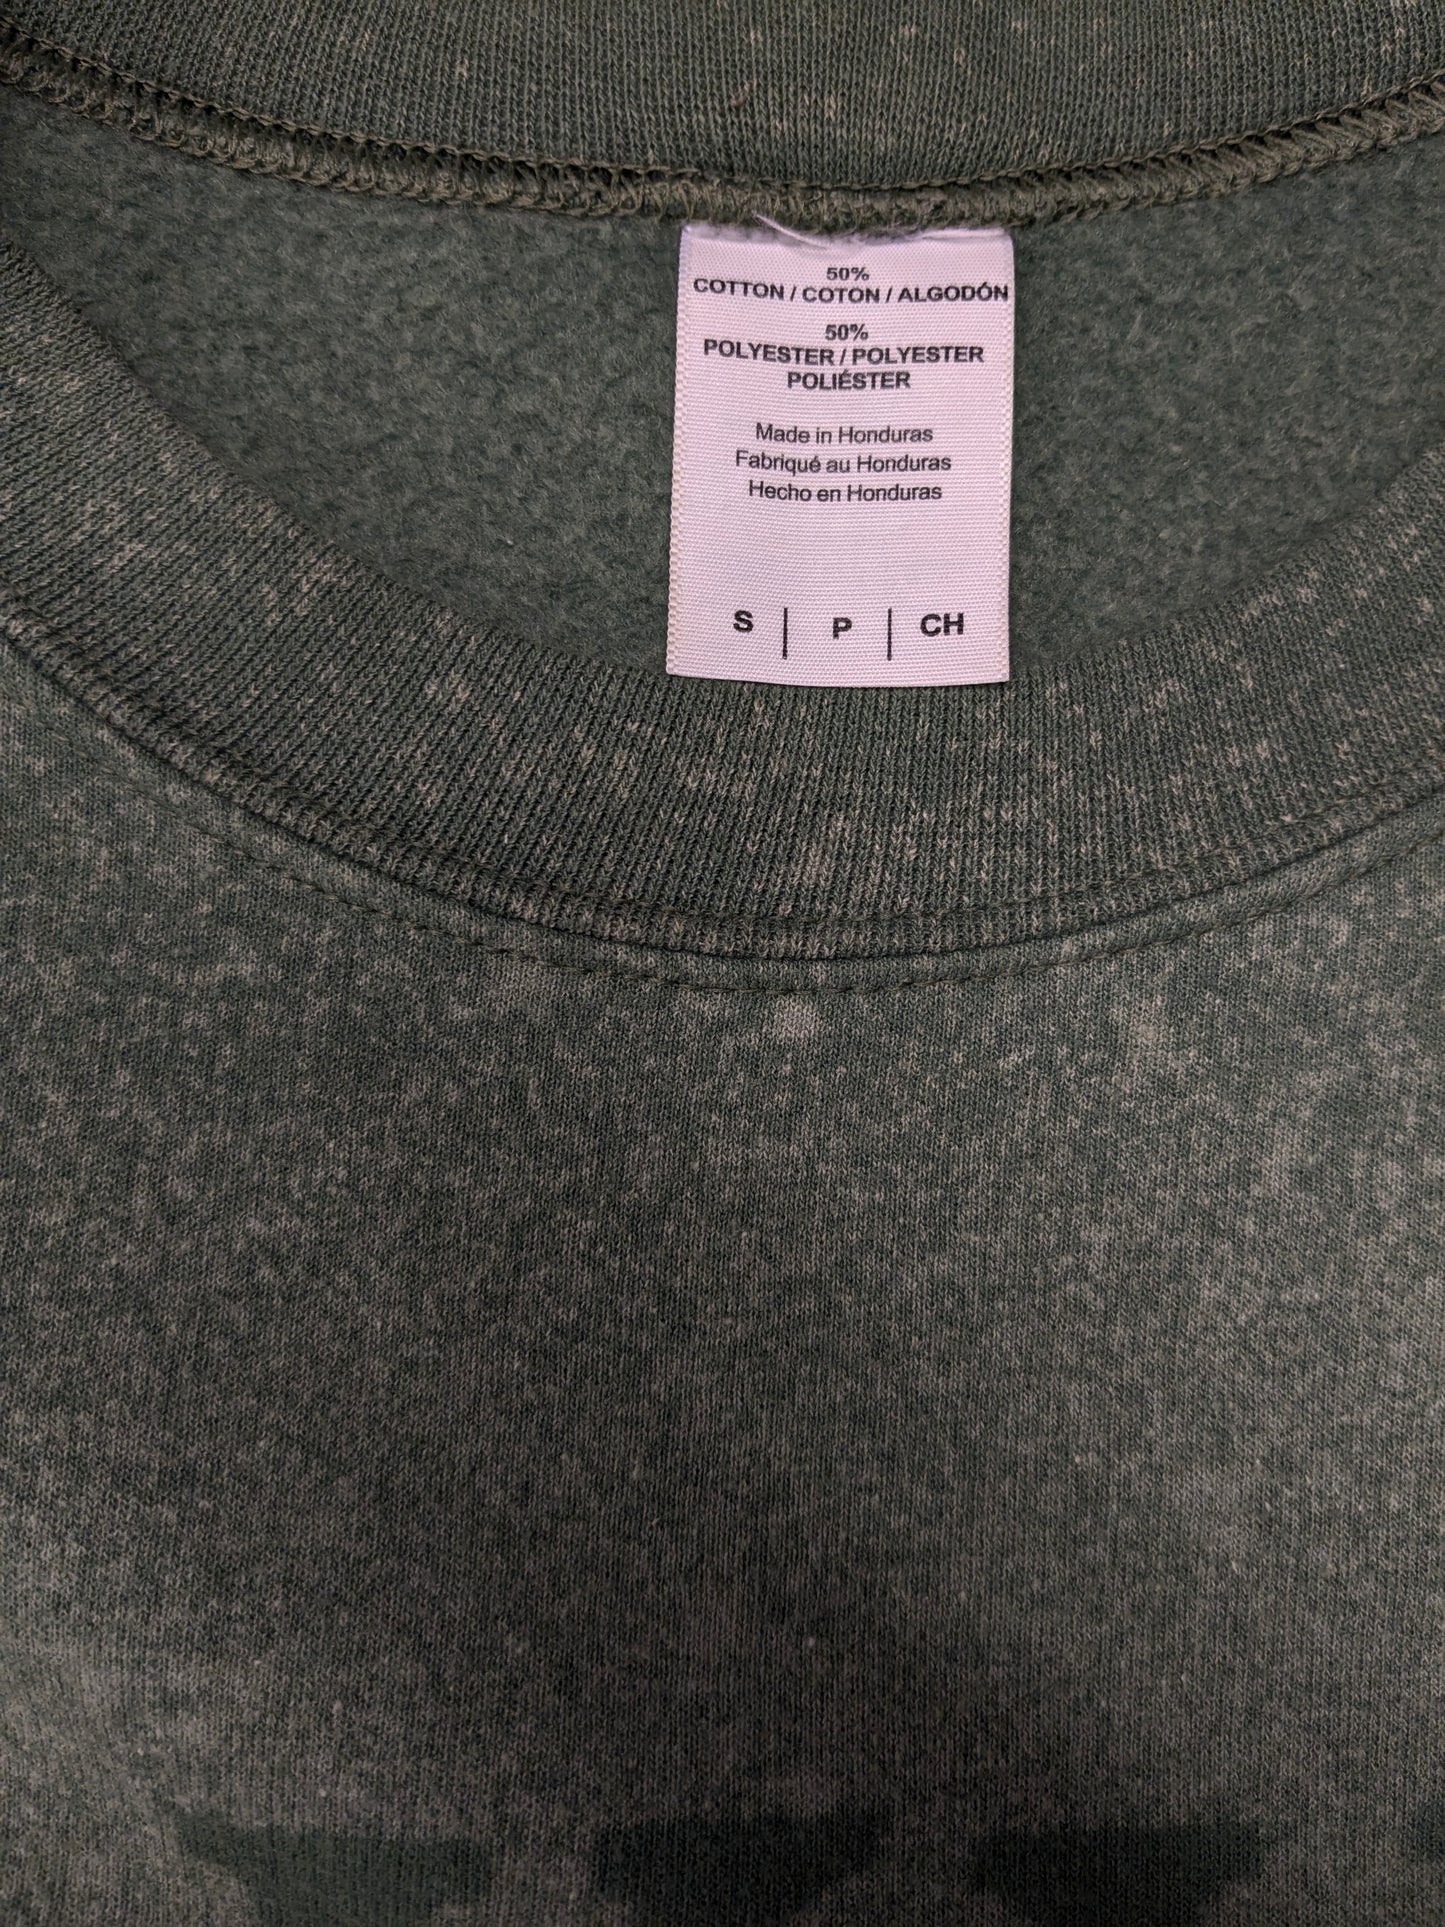 50%
COTTON / COTON / ALGODÓN
50%
POLYESTER / POLYESTER
POLIÉSTER
Made in Honduras
Fabriqué au Honduras
Hecho en Honduras
S | P | CH